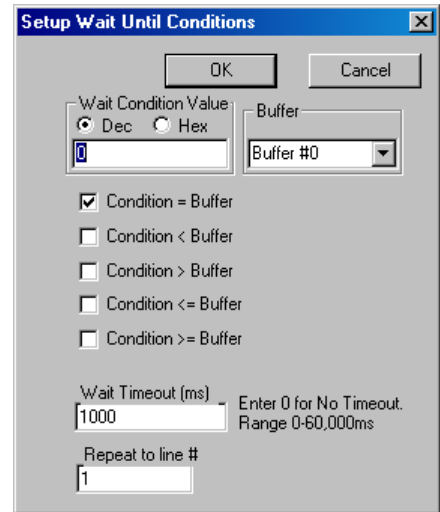 Setup Wait Until Conditions
OK
Cancel
Wait Condition Value
Dec
Hex
0
Buffer
Buffer #0
Condition = Buffer
Condition < Buffer
Condition > Buffer
Condition <= Buffer
Condition >= Buffer
Wait Timeout (ms)
1000
Enter 0 for No Timeout.
Range 0-60,000ms
Repeat to line #
1